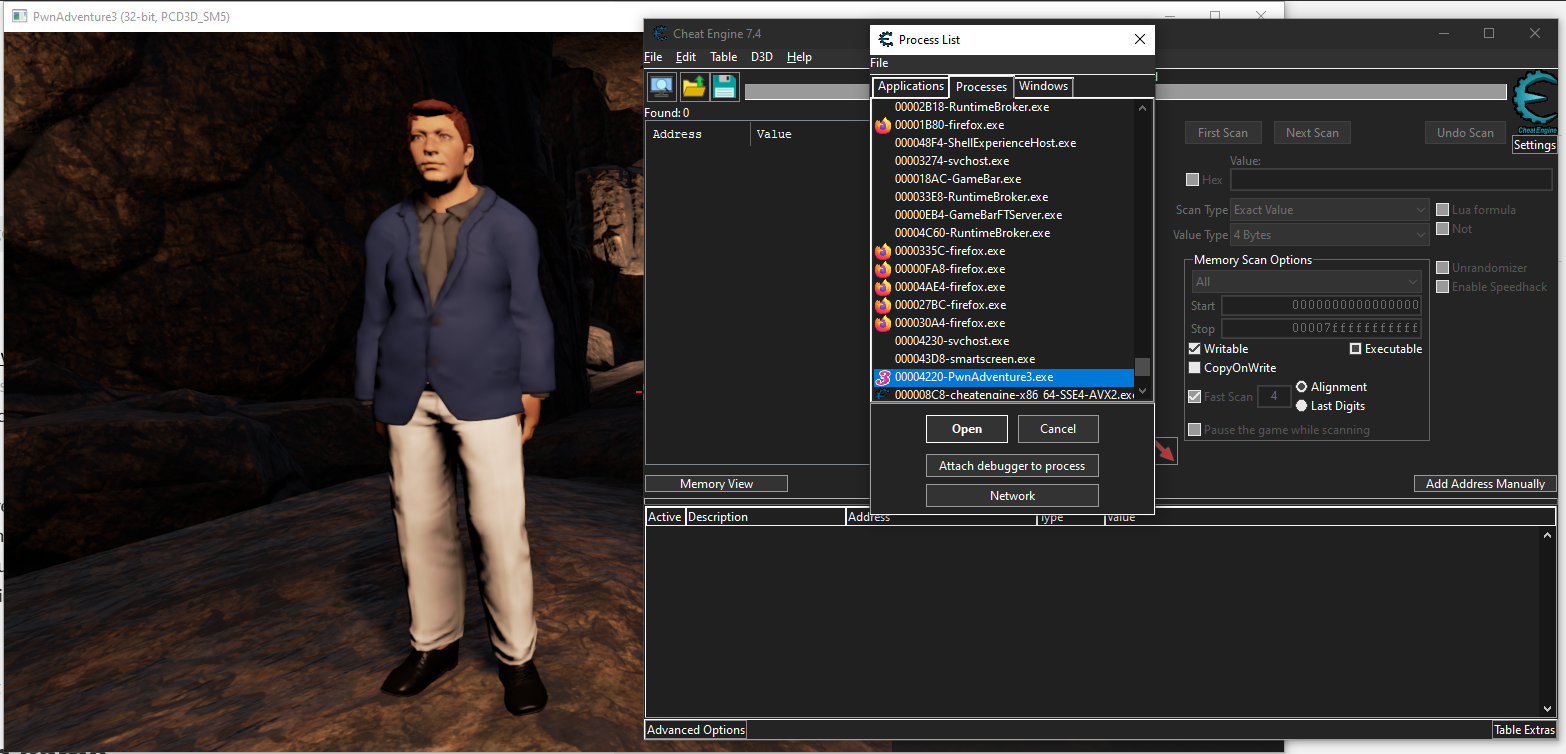 PwnAdventure3 (32-bit, PCD3D_SM5)
Cheat Engine 7.4
File Edit Table D3D Help
Found: 0
Address Value
Process List
File
Applications Processes Windows
00002B18-RuntimeBroker.exe
00001B80-firefox.exe
000048F4-ShellExperienceHost.exe
00003274-svchost.exe
000018AC-GameBar.exe
000033E8-RuntimeBroker.exe
00000EB4-GameBarFTServer.exe
00004C60-RuntimeBroker.exe
0000335C-firefox.exe
00000FA8-firefox.exe
00004AE4-firefox.exe
000027BC-firefox.exe
000030A4-firefox.exe
00004230-svchost.exe
000043D8-smartscreen.exe
00004220-PwnAdventure3.exe
000008C8-cheatengine-x86_64-SSE4-AVX2.exe
Open Cancel
Attach debugger to process
Network
Cheat Engine
Settings
First Scan Next Scan Undo Scan
Value:
Hex
Scan Type Exact Value
Lua formula
Value Type 4 Bytes
Not
Memory Scan Options
All
Unrandomizer
Enable Speedhack
Start 0000000000000000
Stop 00007fffffffffff
Writable Executable
CopyOnWrite
Fast Scan 4
Alignment
Last Digits
Pause the game while scanning
Memory View
Add Address Manually
Active Description Address Type Value
Advanced Options
Table Extras